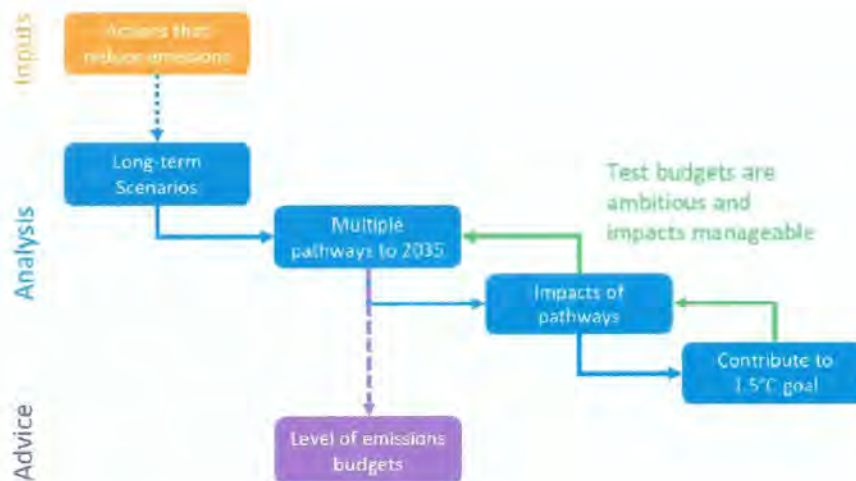 Inputs
Actions that
reduce emissions
Analysis
Long-term
Scenarios
Multiple
pathways to 2035
Test budgets are
ambitious and
impacts manageable
Impacts of
pathways
Contribute to
1.5°C goal
Advice
Level of emissions
budgets